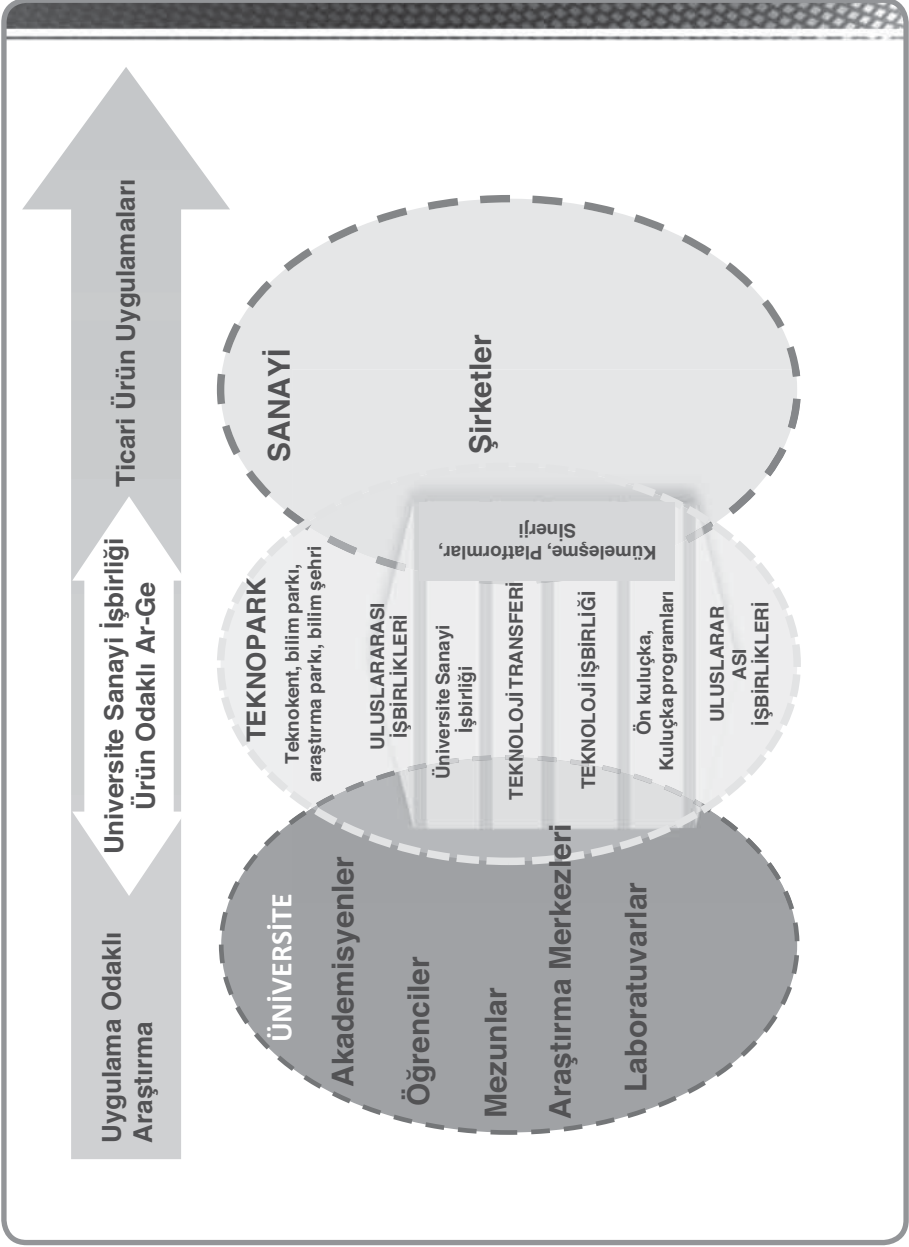 Uygulama Odaklı
Araştırma
Universite Sanayi İşbirliği
Ürün Odaklı Ar-Ge
Ticari Ürün Uygulamaları
ÜNİVERSİTE
Akademisyenler
Öğrenciler
Mezunlar
Araştırma Merkezleri
Laboratuvarlar
TEKNOPARK
Teknokent, bilim parkı,
araştırma parkı, bilim şehri
ULUSLARARASI
İŞBİRLİKLERİ
Üniversite Sanayi
İşbirliği
TEKNOLOJİ TRANSFERİ
TEKNOLOJİ İŞBİRLİĞİ
Ön kuluçka,
Kuluçka programları
ULUSLARAR
ASI
İŞBİRLİKLERİ
Kümeleşme, Platformlar,
Sinerji
SANAYİ
Şirketler